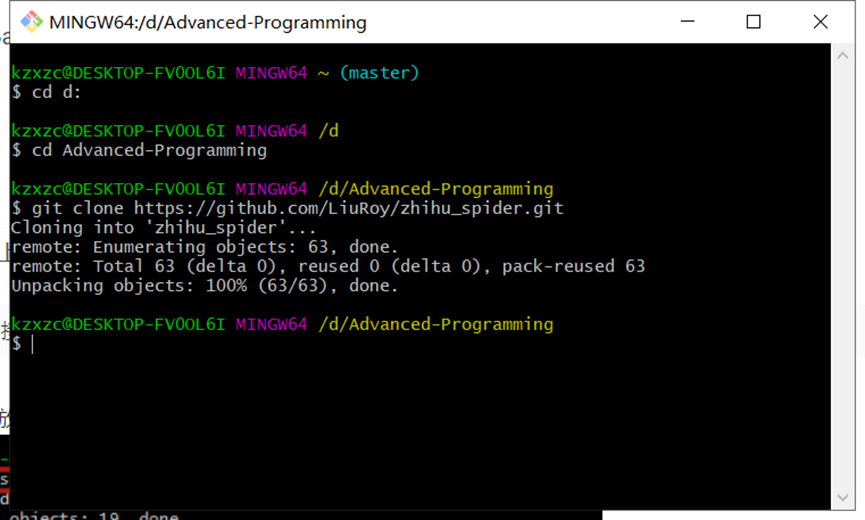 MINGW64:/d/Advanced-Programming
kzxzc@DESKTOP-FV0OL6I MINGW64 ~ (master)
$ cd d:
kzxzc@DESKTOP-FV0OL6I MINGW64 /d
$ cd Advanced-Programming
kzxzc@DESKTOP-FV0OL6I MINGW64 /d/Advanced-Programming
$ git clone https://github.com/LiuRoy/zhihu_spider.git
Cloning into 'zhihu_spider'...
remote: Enumerating objects: 63, done.
remote: Total 63 (delta 0), reused 0 (delta 0), pack-reused 63
Unpacking objects: 100% (63/63), done.
kzxzc@DESKTOP-FV0OL6I MINGW64 /d/Advanced-Programming
$
objects: 19, done